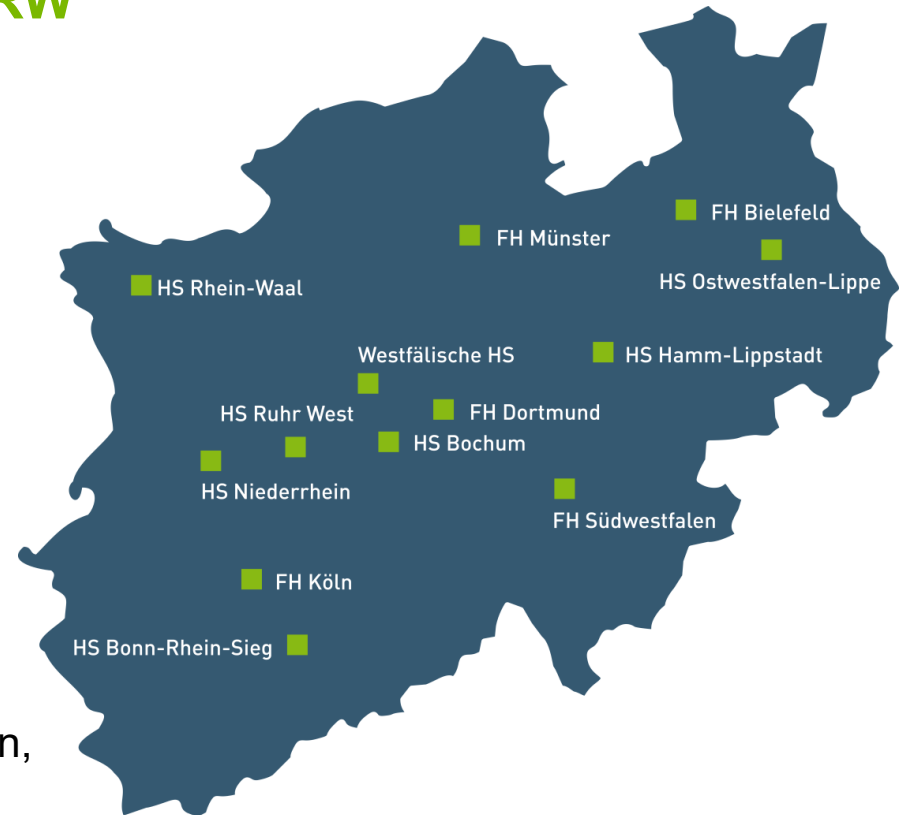 RW
FH Bielefeld
FH Münster
HS Ostwestfalen-Lippe
HS Rhein-Waal
Westfälische HS
HS Hamm-Lippstadt
HS Ruhr West
FH Dortmund
HS Bochum
HS Niederrhein
FH Südwestfalen
FH Köln
HS Bonn-Rhein-Sieg
n,